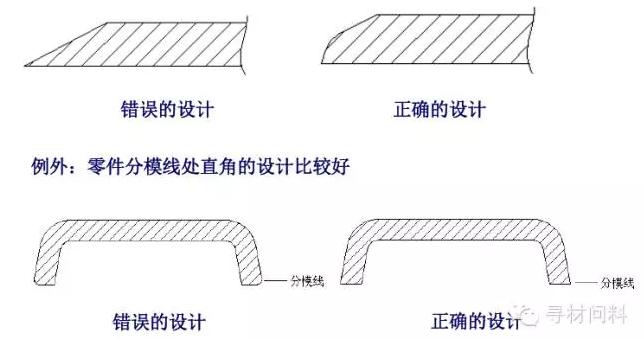 错误的设计 正确的设计
例外：零件分模线处直角的设计比较好
分模线 分模线
错误的设计 正确的设计
寻材问料